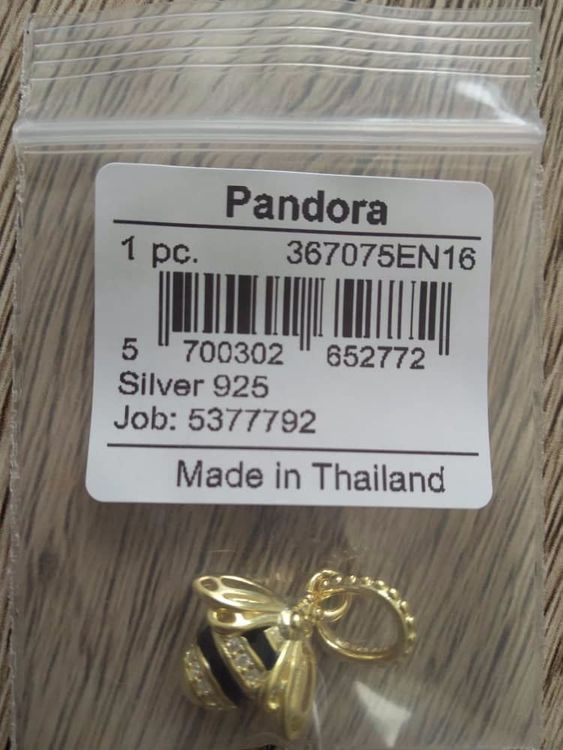 Pandora
1 pc. 367075EN16
5 700302 652772
Silver 925
Job: 5377792
Made in Thailand